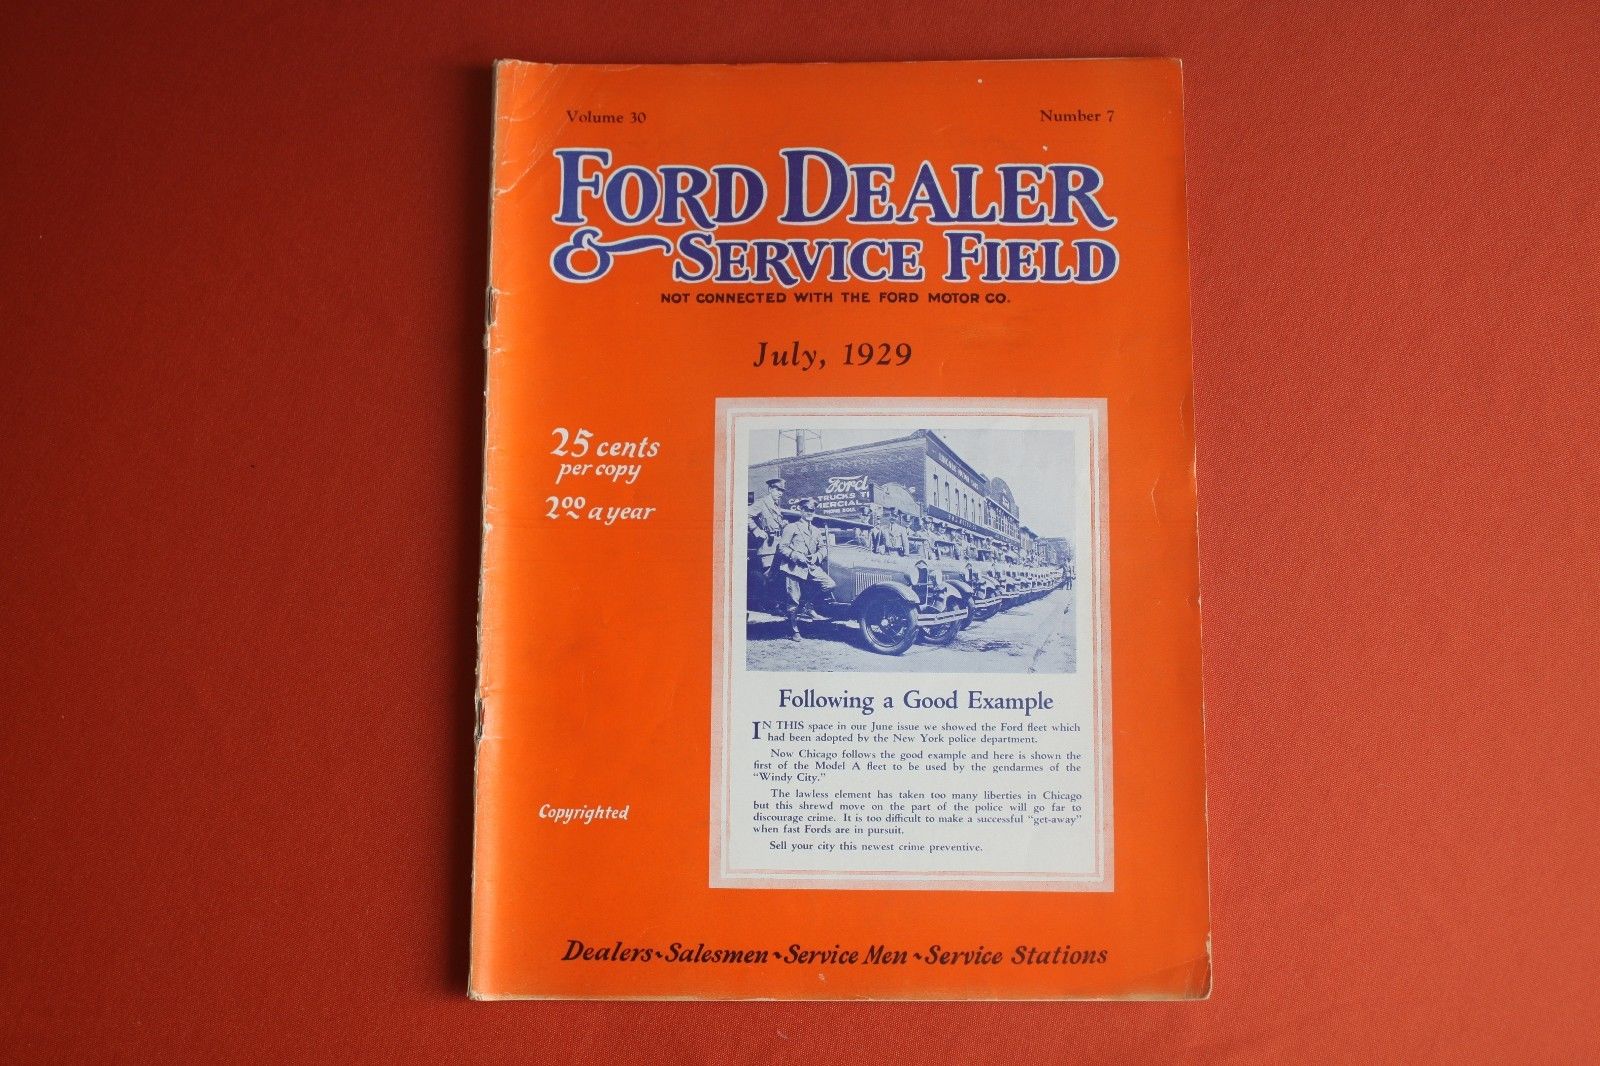 Volume 30
Number 7
FORD DEALER
& SERVICE FIELD
NOT CONNECTED WITH THE FORD MOTOR CO.
July, 1929
25 cents
per copy
200 a year
Ford
TRUCKS
Following a Good Example
IN THIS space in our June issue we showed the Ford fleet which
had been adopted by the New York police department.
Now Chicago follows the good example and here is shown the
first of the Model A fleet to be used by the gendarmes of the
"Windy City."
The lawless element has taken too many liberties in Chicago
but this shrewd move on the part of the police will go far to
discourage crime. It is too difficult to make a successful "get-away"
when fast Fords are in pursuit.
Sell your city this newest crime preventive.
Copyrighted
Dealers~Salesmen~Service Men~Service Stations